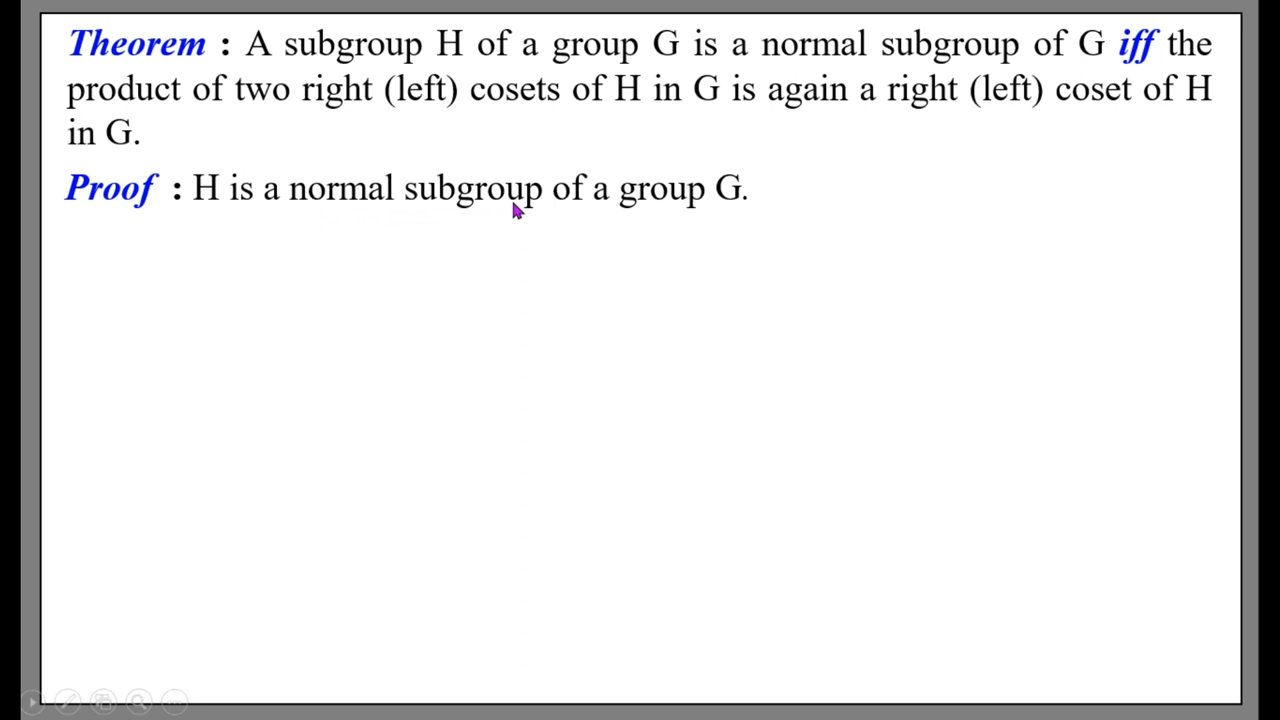 Theorem : A subgroup H of a group G is a normal subgroup of G iff the
product of two right (left) cosets of H in G is again a right (left) coset of H
in G.
Proof : H is a normal subgroup of a group G.